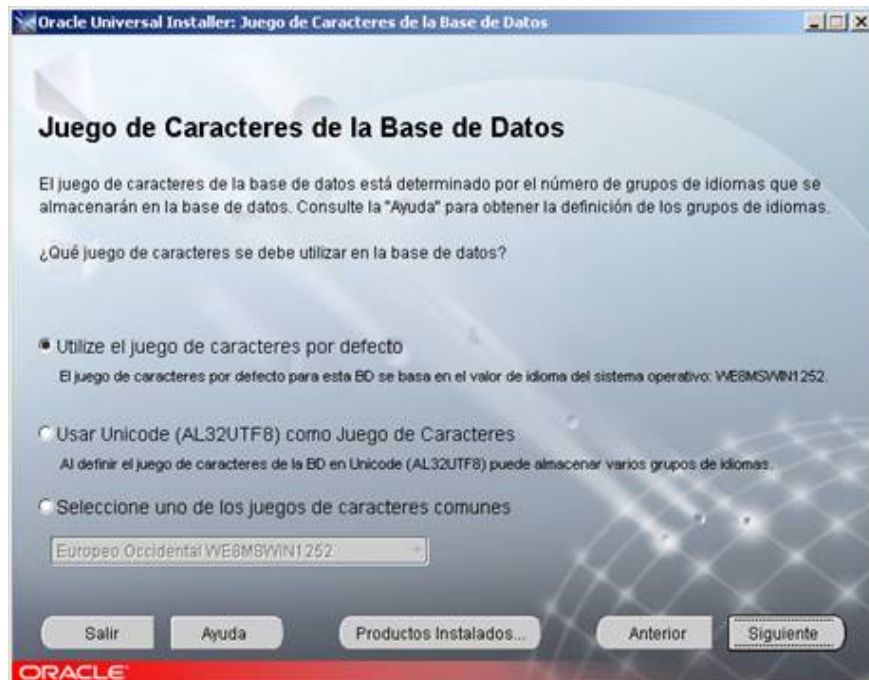 Oracle Universal Installer: Juego de Caracteres de la Base de Datos
Juego de Caracteres de la Base de Datos
El juego de caracteres de la base de datos está determinado por el número de grupos de idiomas que se
almacenarán en la base de datos. Consulte la "Ayuda" para obtener la definición de los grupos de idiomas.
¿Qué juego de caracteres se debe utilizar en la base de datos?
Utilize el juego de caracteres por defecto
El juego de caracteres por defecto para esta BD se basa en el valor de idioma del sistema operativo: WE8MSWIN1252.
Usar Unicode (AL32UTF8) como Juego de Caracteres
Al definir el juego de caracteres de la BD en Unicode (AL32UTF8) puede almacenar varios grupos de idiomas.
Seleccione uno de los juegos de caracteres comunes
Europeo Occidental WE8MSWIN1252
Salir Ayuda Productos Instalados... Anterior Siguiente
ORACLE